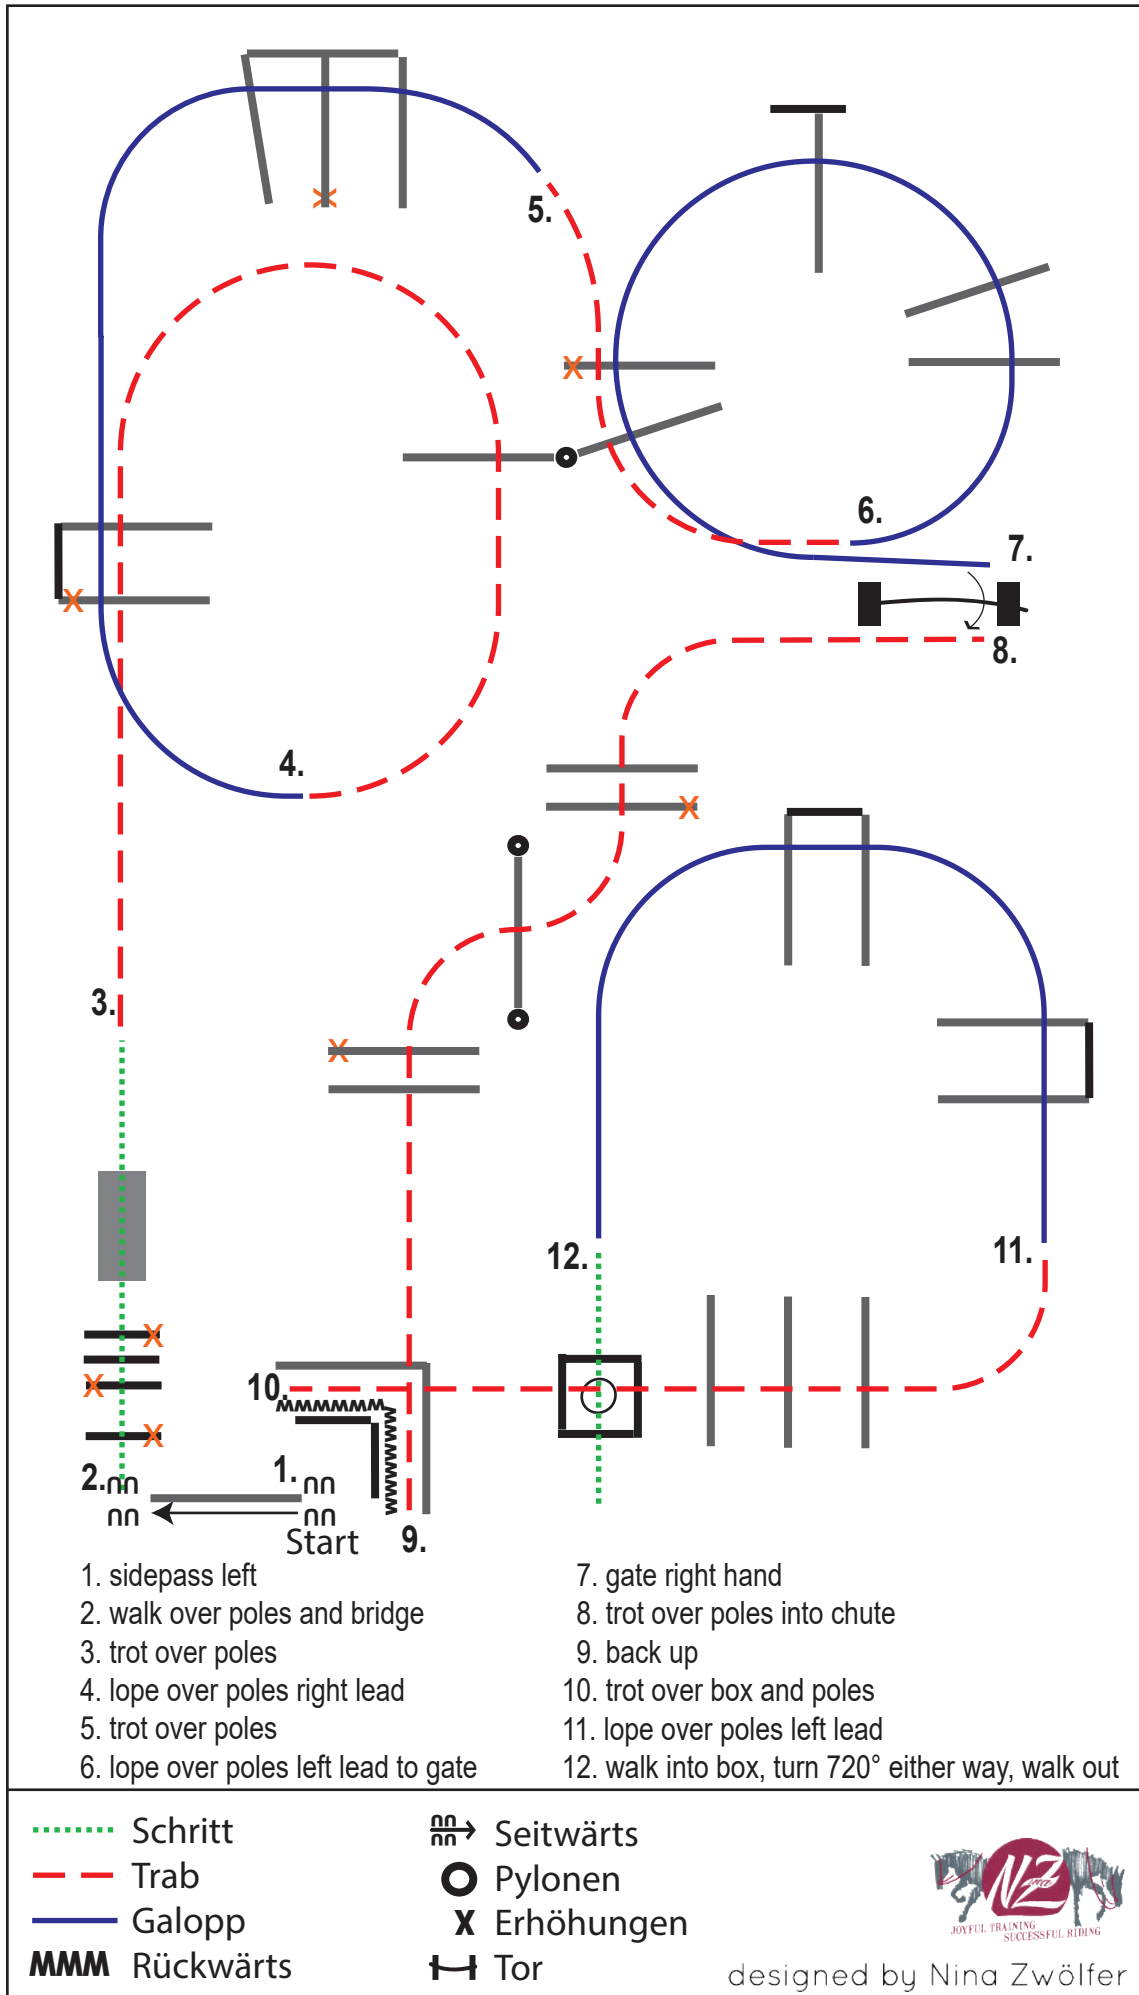 5.
6.
7.
8.
4.
3.
12.
11.
10.
2.
1.
Start
9.
1. sidepass left
2. walk over poles and bridge
3. trot over poles
4. lope over poles right lead
5. trot over poles
6. lope over poles left lead to gate
7. gate right hand
8. trot over poles into chute
9. back up
10. trot over box and poles
11. lope over poles left lead
12. walk into box, turn 720° either way, walk out
Schritt
Trab
Galopp
Rückwärts
Seitwärts
Pylonen
X Erhöhungen
Tor
NZ
JOYFUL TRAINING
SUCCESSFUL RIDING
designed by Nina Zwölfer